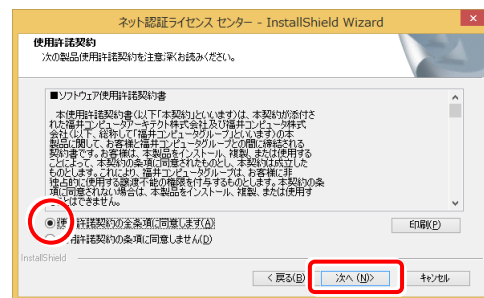 ネット認証ライセンス センター - InstallShield Wizard
使用許諾契約
次の製品使用許諾契約を注意深くお読みください。
■ソフトウェア使用許諾契約書
本使用許諾契約書(以下「本契約」といいます)は、本契約が添付さ
れた福井コンピュータアーキテクト株式会社及び福井コンピュータ株式
会社(以下、総称して「福井コンピュータグループ」といいます)の本
製品に関して、お客様と福井コンピュータグループとの間に締結される
契約書です。お客様は、本製品をインストール、複製、または使用する
ことによって、本契約の条項に同意されたものとし、本契約は成立した
ものとします。これにより、福井コンピュータグループは、お客様に非
独占的に使用する譲渡不能の権限を付与するものとします。本契約の条
項に同意されない場合は、本製品をインストール、複製、または使用す
ることはできません。
使用許諾契約の全条項に同意します(A)
使用許諾契約の条項に同意しません(D)
印刷(P)
InstallShield
< 戻る(B)
次へ (N)>
キャンセル